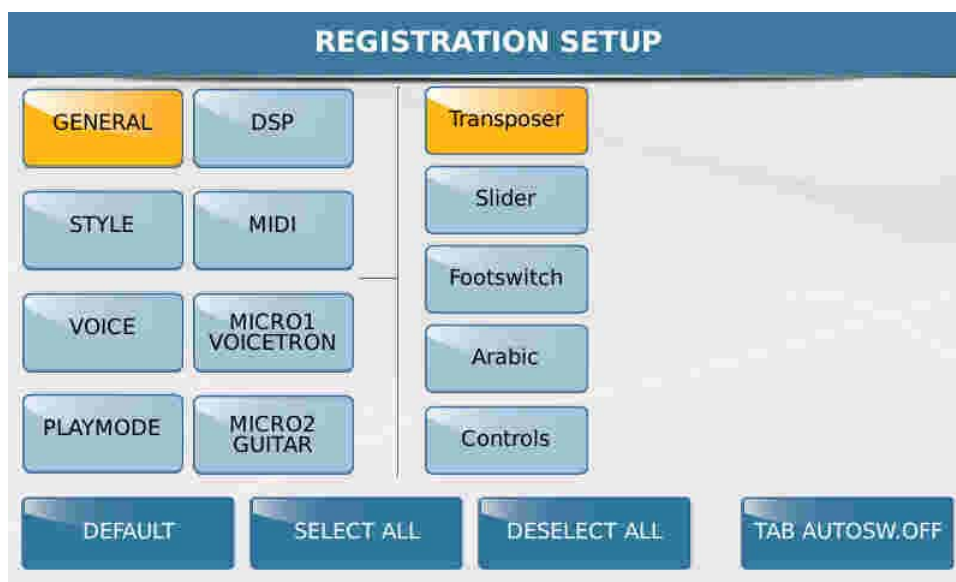 REGISTRATION SETUP
GENERAL
DSP
STYLE
MIDI
VOICE
MICRO1
VOICETRON
PLAYMODE
MICRO2
GUITAR
Transposer
Slider
Footswitch
Arabic
Controls
DEFAULT
SELECT ALL
DESELECT ALL
TAB AUTOSW.OFF